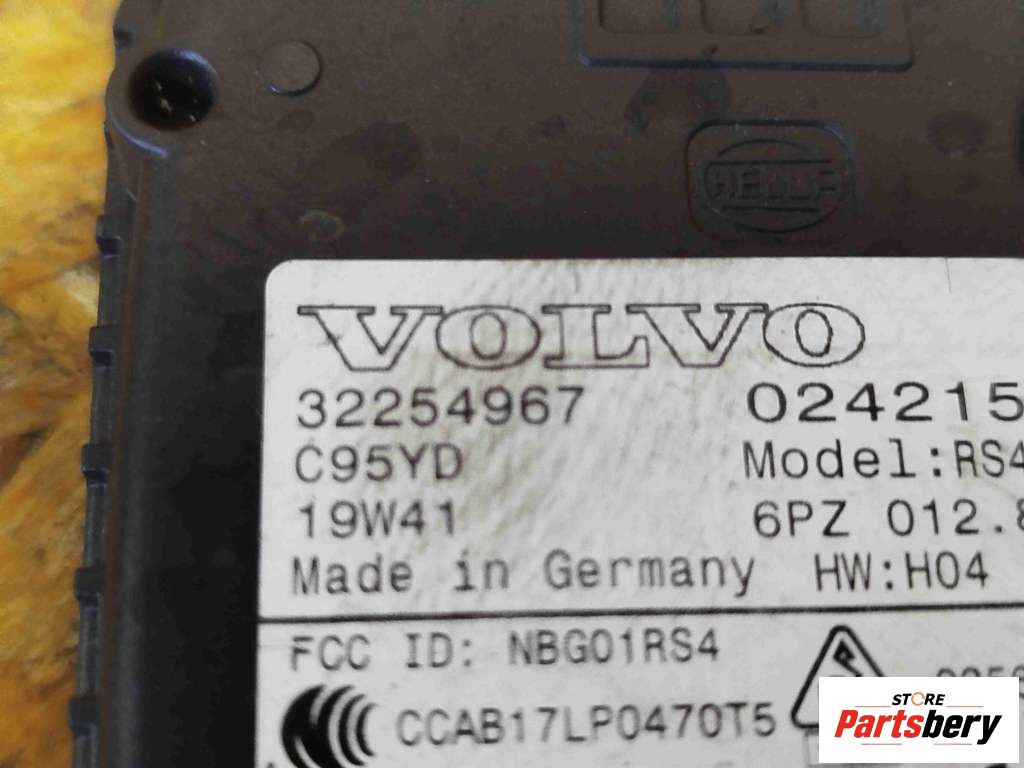 HELLA
VOLVO
32254967 024215
C95YD Model:RS4
19W41 6PZ 012.8
Made in Germany HW:H04
FCC ID: NBG01RS4
CCAB17LP0470T5
STORE
Partsbery